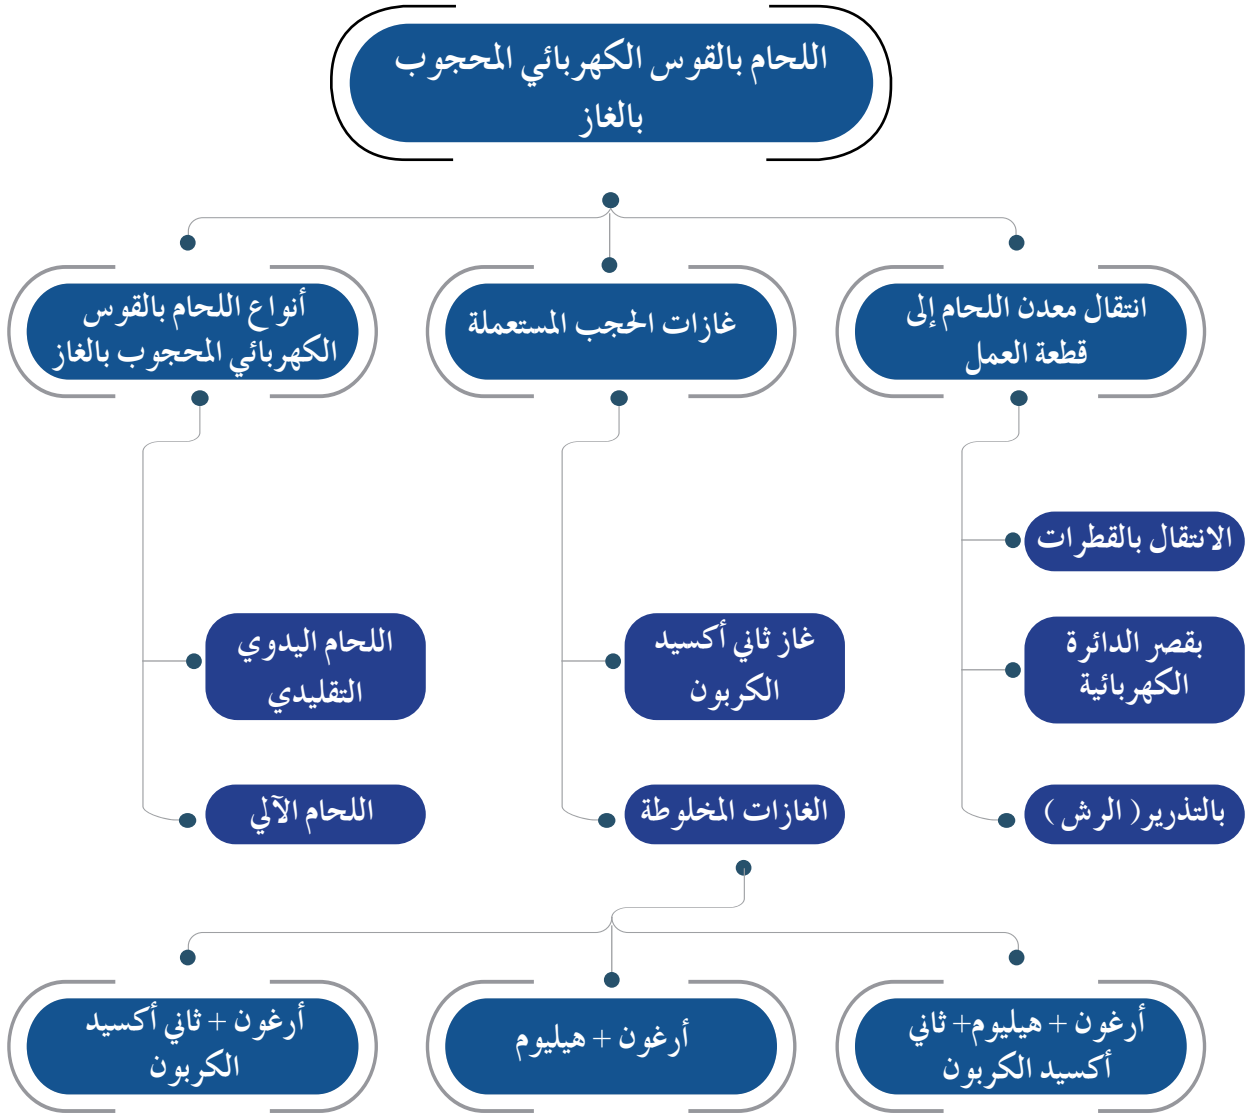 اللحام بالقوس الكهربائي المحجوب
بالغاز
انتقال معدن اللحام إلى
قطعة العمل
غازات الحجب المستعملة
أنواع اللحام بالقوس
الكهربائي المحجوب بالغاز
الانتقال بالقطرات
بقصر الدائرة
الكهربائية
بالتذرير( الرش )
غاز ثاني أكسيد
الكربون
الغازات المخلوطة
اللحام اليدوي
التقليدي
اللحام الآلي
أرغون + هيليوم+ ثاني
أكسيد الكربون
أرغون + هيليوم
أرغون + ثاني أكسيد
الكربون